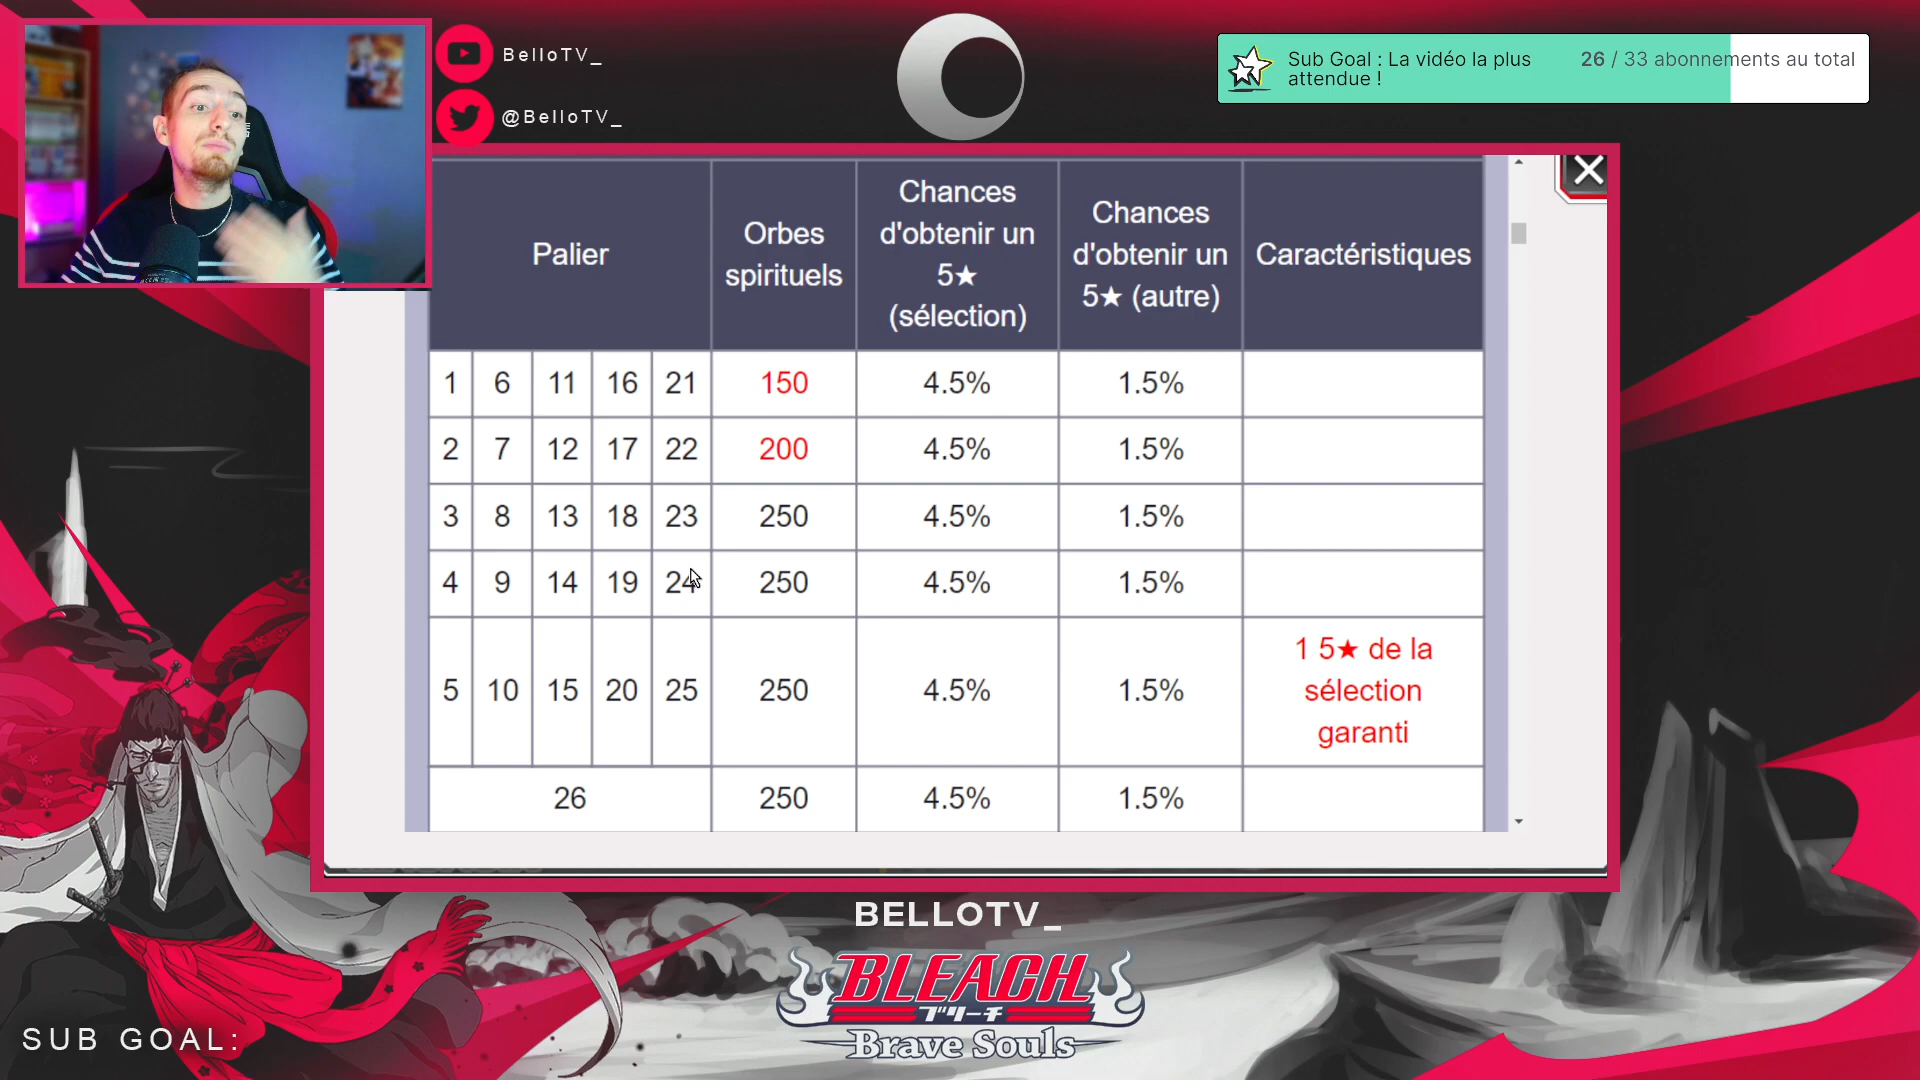 BelloTV_
@BelloTV_
Sub Goal : La vidéo la plus
attendue !
26 / 33 abonnements au total
Palier
Orbes
spirituels
Chances
d'obtenir un
5★
(sélection)
Chances
d'obtenir un
5★ (autre)
Caractéristiques
1 6 11 16 21 150 4.5% 1.5%
2 7 12 17 22 200 4.5% 1.5%
3 8 13 18 23 250 4.5% 1.5%
4 9 14 19 24 250 4.5% 1.5%
5 10 15 20 25 250 4.5% 1.5%
1 5★ de la
sélection
garanti
26 250 4.5% 1.5%
BELLOTV_
BLEACH
ブリーチ
Brave Souls
SUB GOAL: